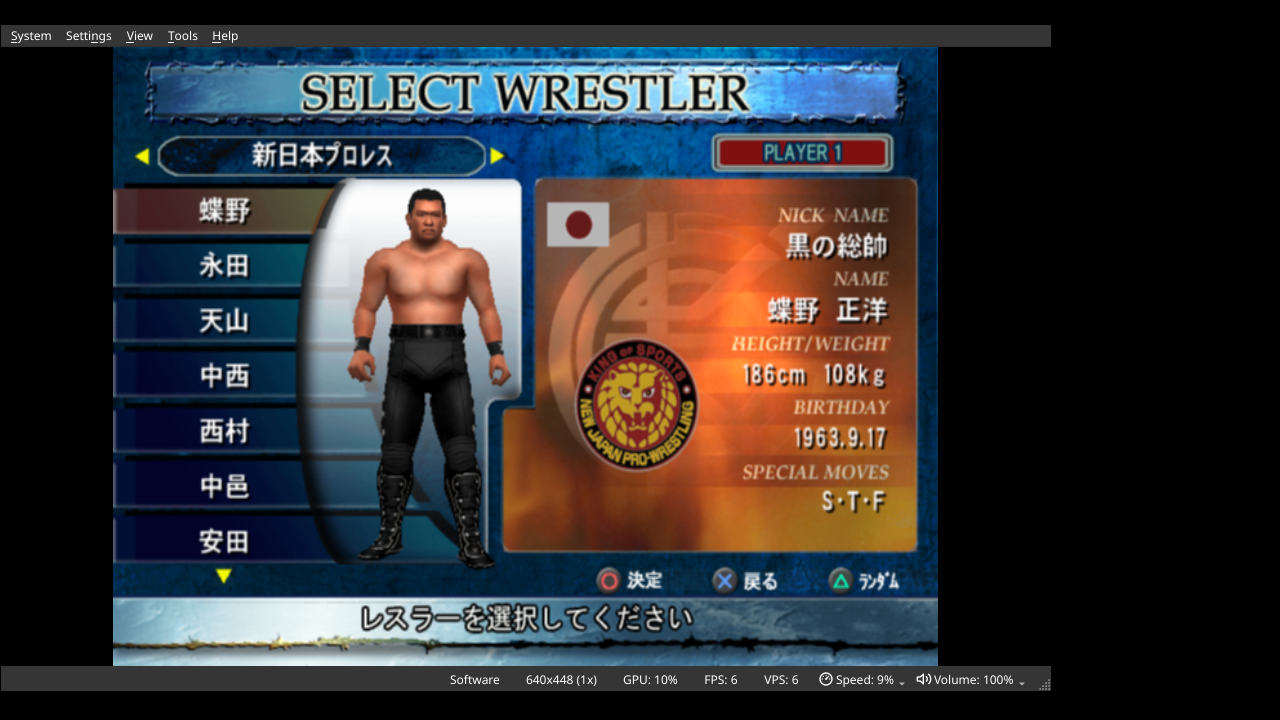 System Settings View Tools Help
SELECT WRESTLER
新日本プロレス
PLAYER 1
蝶野
永田
天山
中西
西村
中邑
安田
NICK NAME
黒の総帥
NAME
蝶野 正洋
HEIGHT/WEIGHT
186cm 108kg
BIRTHDAY
1963.9.17
SPECIAL MOVES
S・T・F
KING OF SPORTS
NEW JAPAN PRO-WRESTLING
決定 戻る ランダム
レスラーを選択してください
Software 640x448 (1x) GPU: 10% FPS: 6 VPS: 6 Speed: 9% Volume: 100%